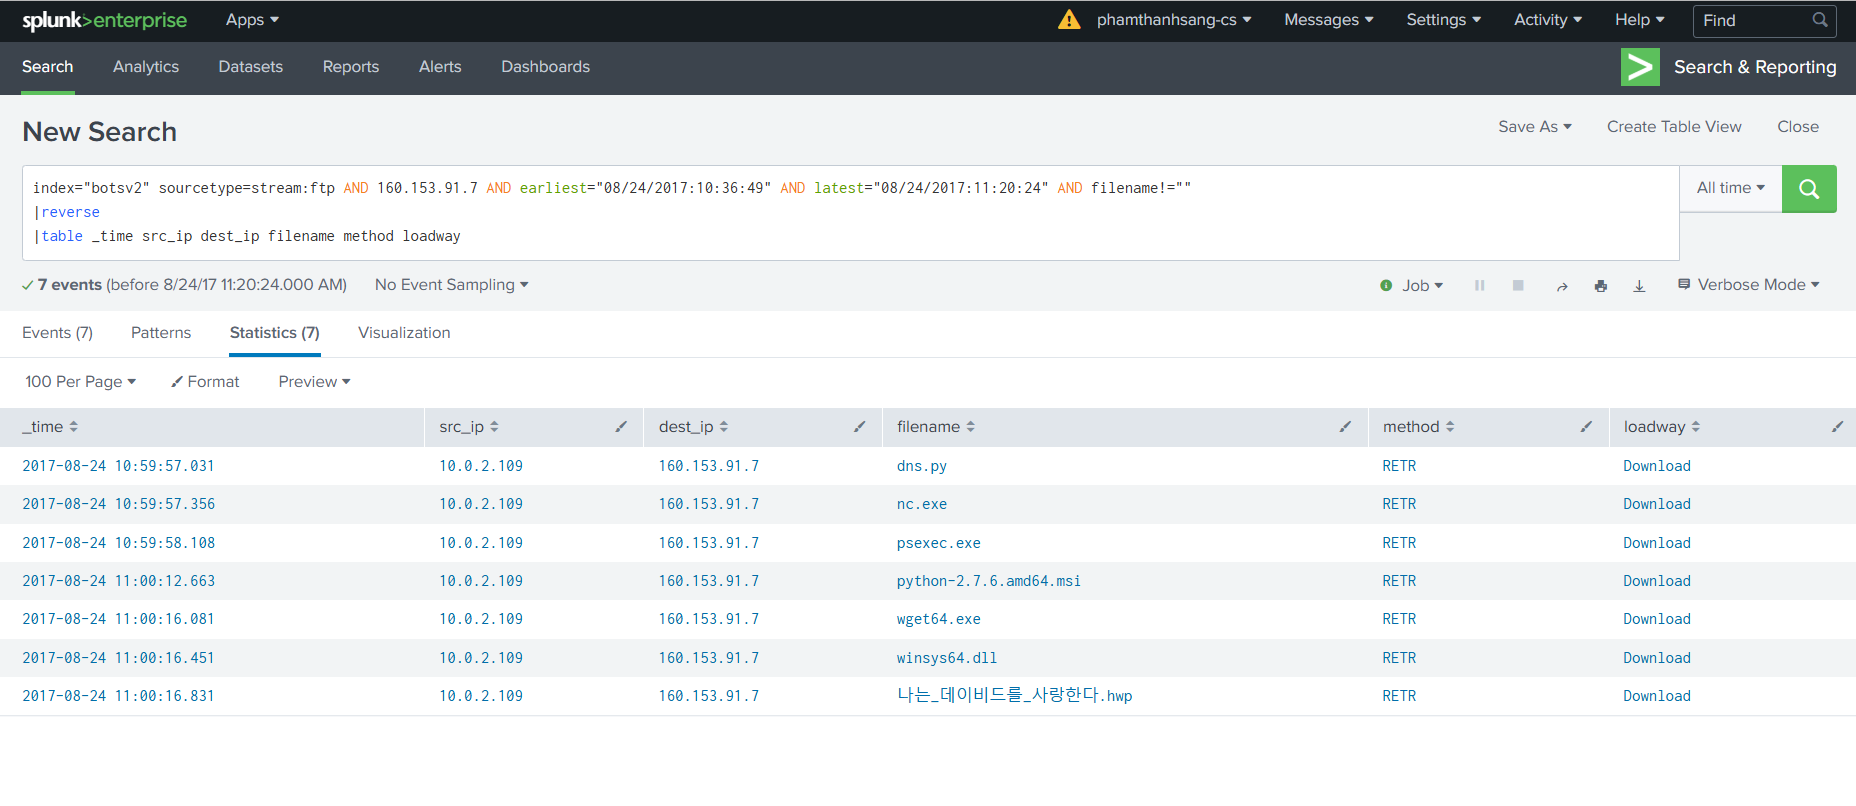 splunk>enterprise Apps phamthanhsang-cs Messages Settings Activity Help Find
Search Analytics Datasets Reports Alerts Dashboards Search & Reporting
New Search Save As Create Table View Close
index="botsv2" sourcetype=stream:ftp AND 160.153.91.7 AND earliest="08/24/2017:10:36:49" AND latest="08/24/2017:11:20:24" AND filename!="" All time
|reverse
|table _time src_ip dest_ip filename method loadway
7 events (before 8/24/17 11:20:24.000 AM) No Event Sampling Job Verbose Mode
Events (7) Patterns Statistics (7) Visualization
100 Per Page Format Preview
_time src_ip dest_ip filename method loadway
2017-08-24 10:59:57.031 10.0.2.109 160.153.91.7 dns.py RETR Download
2017-08-24 10:59:57.356 10.0.2.109 160.153.91.7 nc.exe RETR Download
2017-08-24 10:59:58.108 10.0.2.109 160.153.91.7 psexec.exe RETR Download
2017-08-24 11:00:12.663 10.0.2.109 160.153.91.7 python-2.7.6.amd64.msi RETR Download
2017-08-24 11:00:16.081 10.0.2.109 160.153.91.7 wget64.exe RETR Download
2017-08-24 11:00:16.451 10.0.2.109 160.153.91.7 winsys64.dll RETR Download
2017-08-24 11:00:16.831 10.0.2.109 160.153.91.7 나는_데이비드를_사랑한다.hwp RETR Download